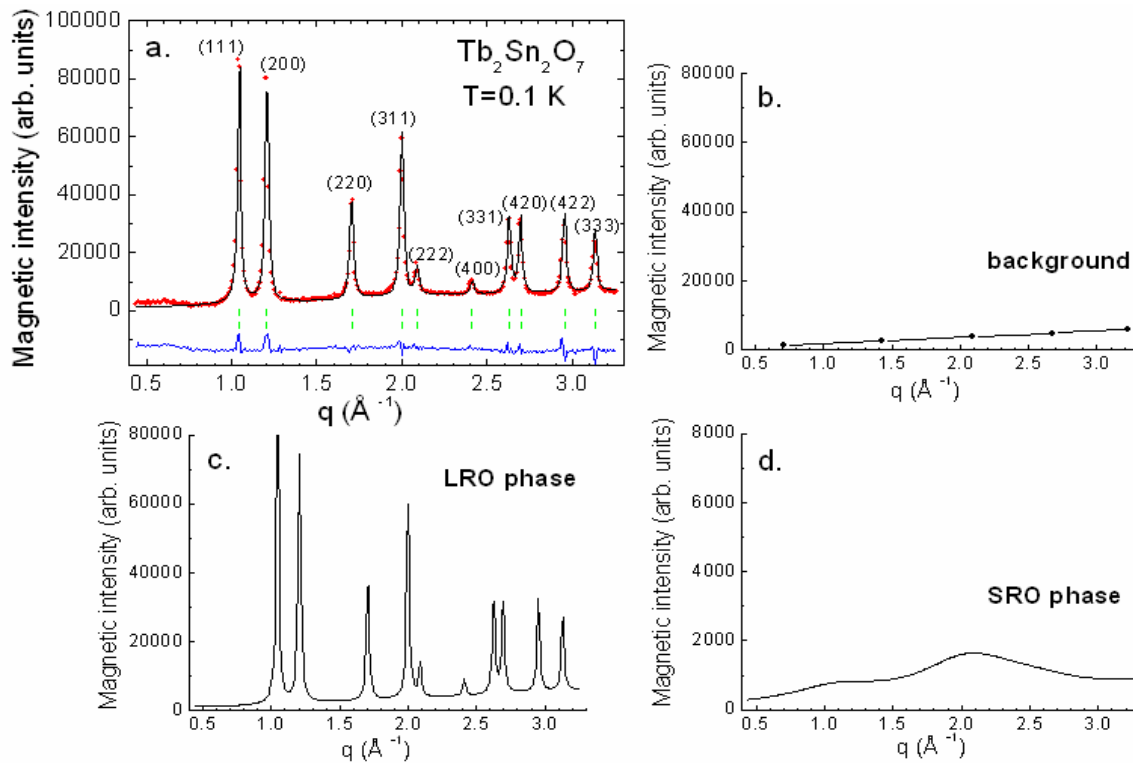 a.
Tb₂Sn₂O₇
T=0.1 K
(111)
(200)
(220)
(311)
(222)
(400)
(331)
(420)
(422)
(333)
100000
80000
60000
40000
20000
0
Magnetic intensity (arb. units)
0.5 1.0 1.5 2.0 2.5 3.0
q (Å ⁻¹)
b.
background
80000
60000
40000
20000
0
Magnetic intensity (arb. units)
0.5 1.0 1.5 2.0 2.5 3.0
q (Å ⁻¹)
c.
LRO phase
80000
60000
40000
20000
0
Magnetic intensity (arb. units)
0.5 1.0 1.5 2.0 2.5 3.0
q (Å ⁻¹)
d.
SRO phase
8000
6000
4000
2000
0
Magnetic intensity (arb. units)
0.5 1.0 1.5 2.0 2.5 3.0
q (Å ⁻¹)